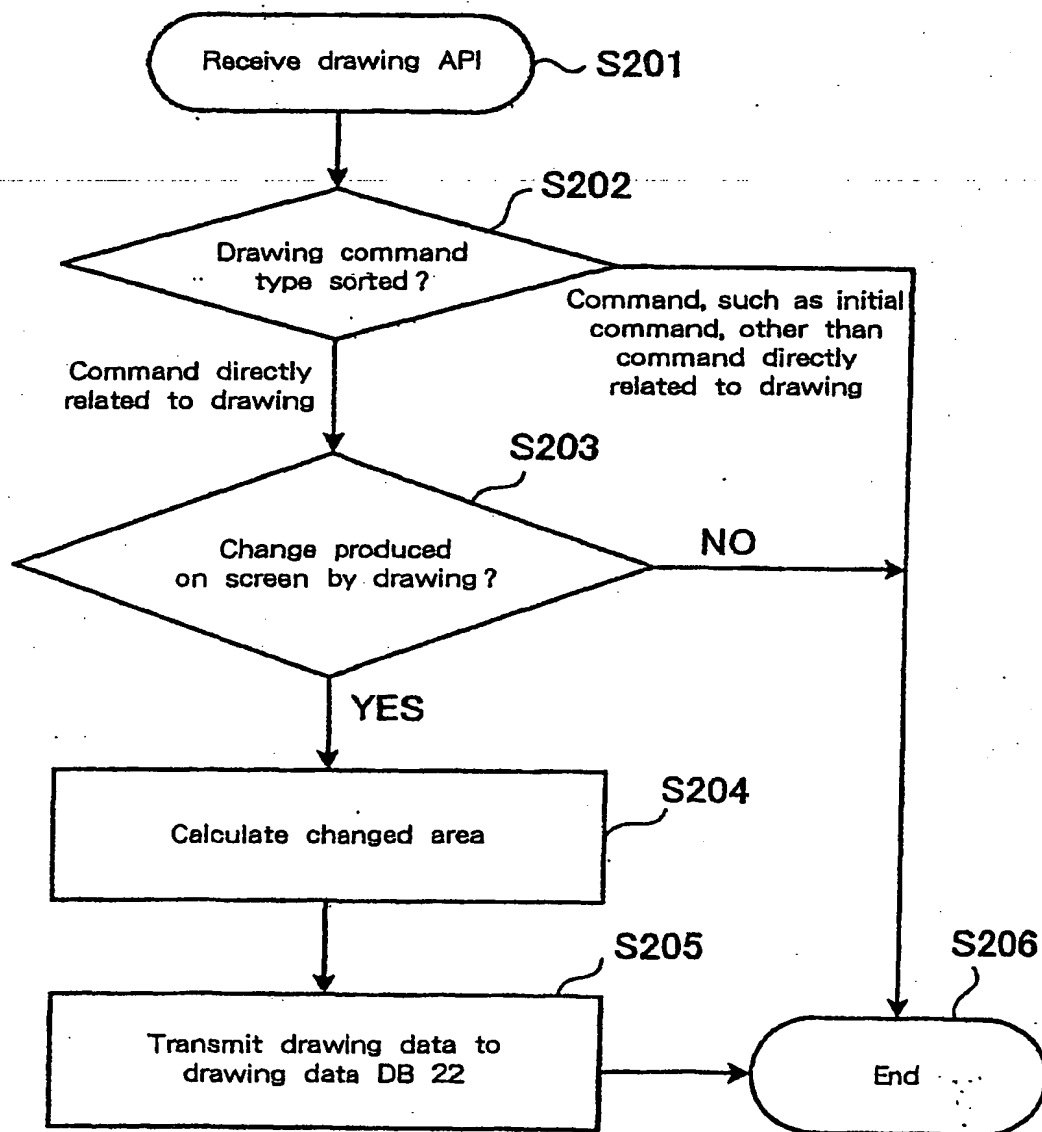 Receive drawing API
S201
S202
Drawing command
type sorted ?
Command, such as initial
command, other than
command directly
related to drawing
Command directly
related to drawing
S203
Change produced
on screen by drawing ?
NO
YES
S204
Calculate changed area
S205
Transmit drawing data to
drawing data DB 22
S206
End